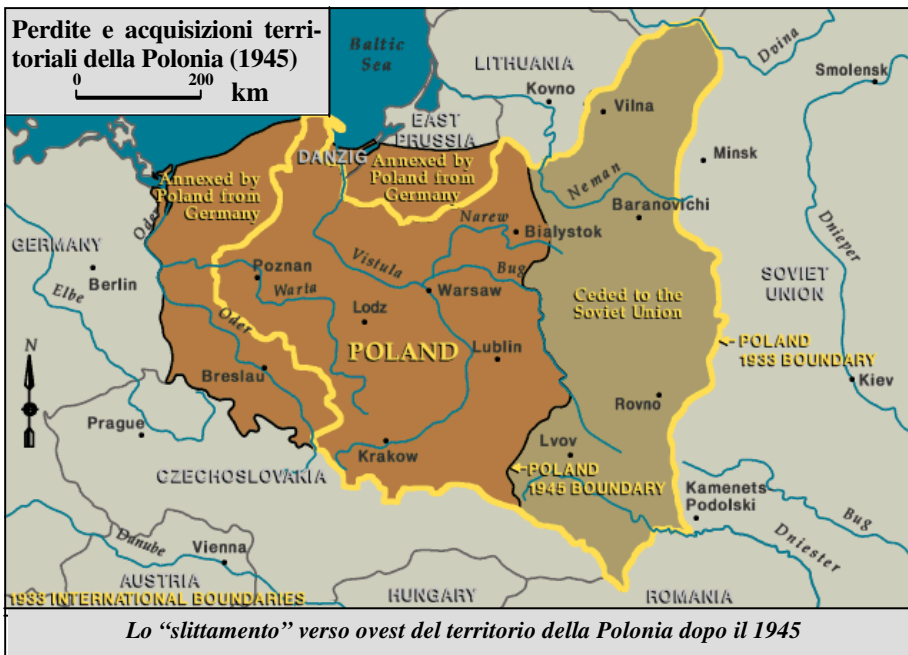 Perdite e acquisizioni terri-
toriali della Polonia (1945)
0 200
km
Baltic
Sea
LITHUANIA
Dvina
Smolensk
Kovno
Vilna
EAST
PRUSSIA
DANZIG
Minsk
Annexed by
Poland from
Germany
Annexed by
Poland from
Germany
Neman
Oder
Narew
Baranovichi
Dnieper
Bialystok
GERMANY
Berlin
Poznan
Vistula
Bug
SOVIET
UNION
Elbe
Warta
Warsaw
Ceded to the
Soviet Union
Lodz
Oder
N
POLAND
Lublin
POLAND
1933 BOUNDARY
Breslau
Kiev
Rovno
Prague
Krakow
Lvov
CZECHOSLOVAKIA
POLAND
1945 BOUNDARY
Kamenets
Podolski
Bug
Danube
Vienna
Dniester
AUSTRIA
HUNGARY
ROMANIA
1933 INTERNATIONAL BOUNDARIES
Lo “slittamento” verso ovest del territorio della Polonia dopo il 1945